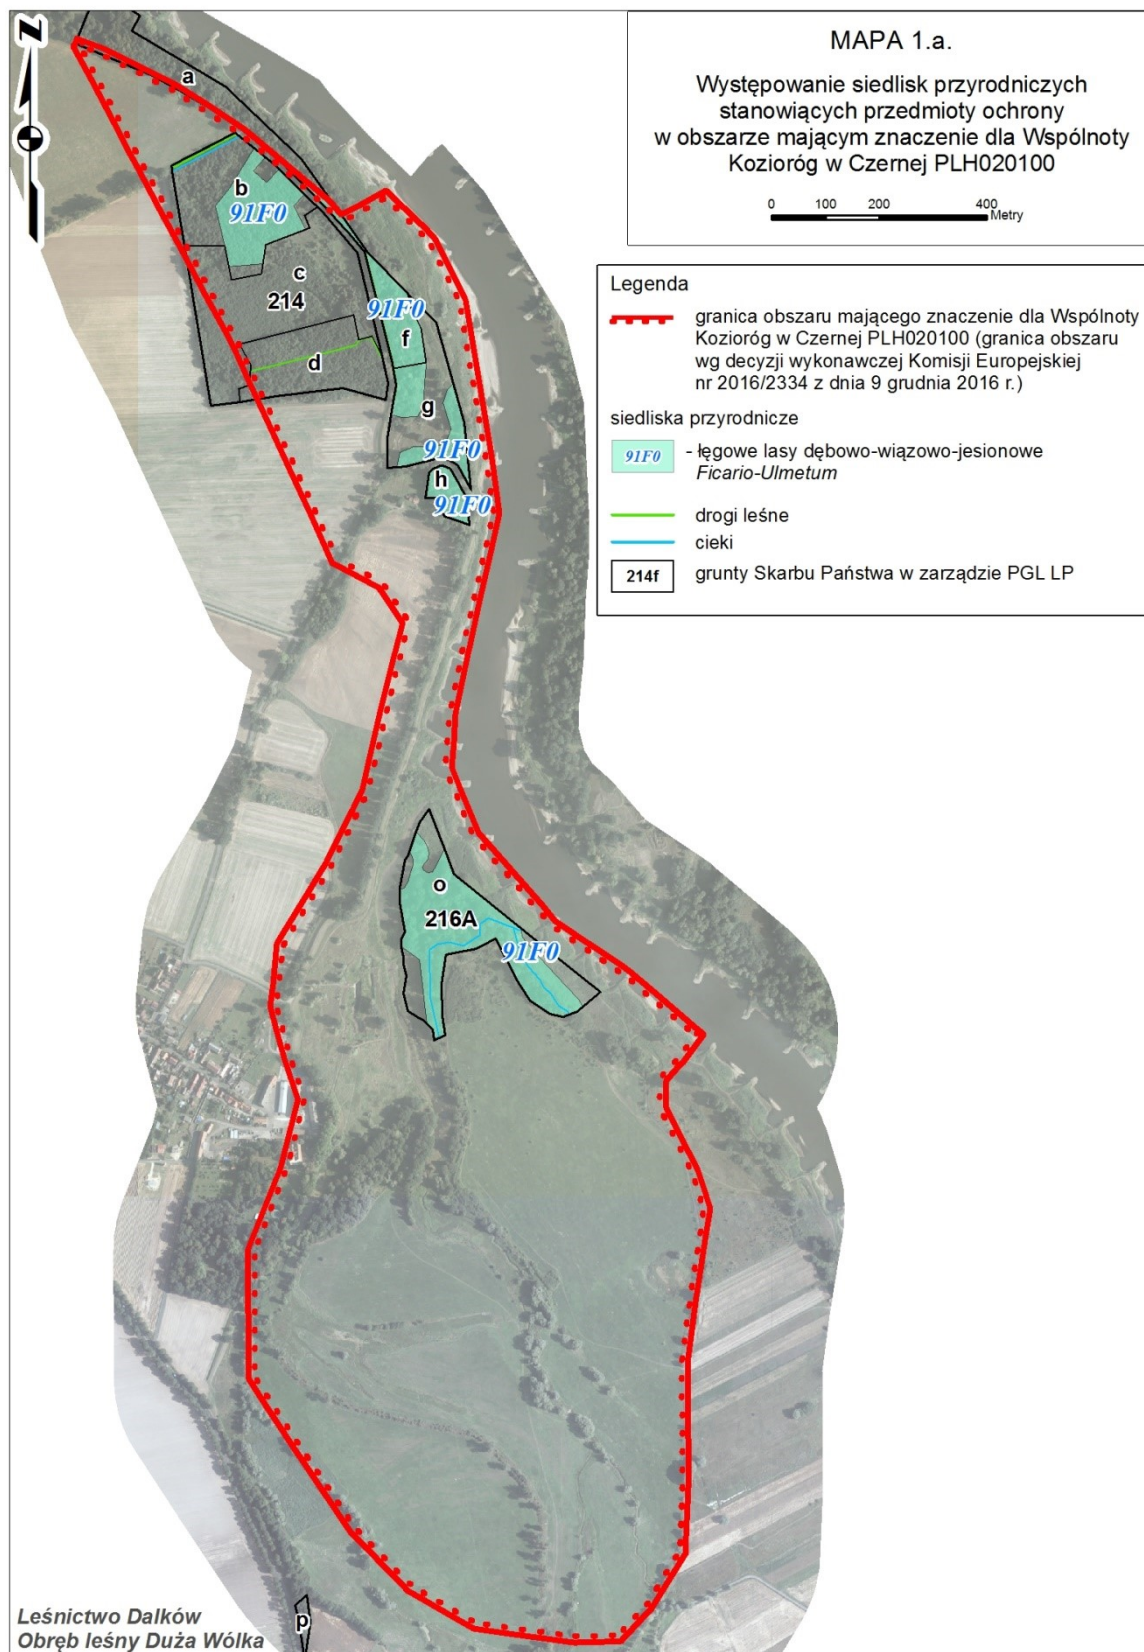 MAPA 1.a.
Występowanie siedlisk przyrodniczych
stanowiących przedmioty ochrony
w obszarze mającym znaczenie dla Wspólnoty
Kozioróg w Czernej PLH020100
0 100 200 400
Metry
Legenda
granica obszaru mającego znaczenie dla Wspólnoty
Kozioróg w Czernej PLH020100 (granica obszaru
wg decyzji wykonawczej Komisji Europejskiej
nr 2016/2334 z dnia 9 grudnia 2016 r.)
siedliska przyrodnicze
91F0 - łęgowe lasy dębowo-wiązowo-jesionowe
Ficario-Ulmetum
drogi leśne
cieki
214f grunty Skarbu Państwa w zarządzie PGL LP
N
a
b
91F0
c
214
91F0
f
d
g
91F0
h
91F0
o
216A
91F0
p
Leśnictwo Dalków
Obręb leśny Duża Wólka